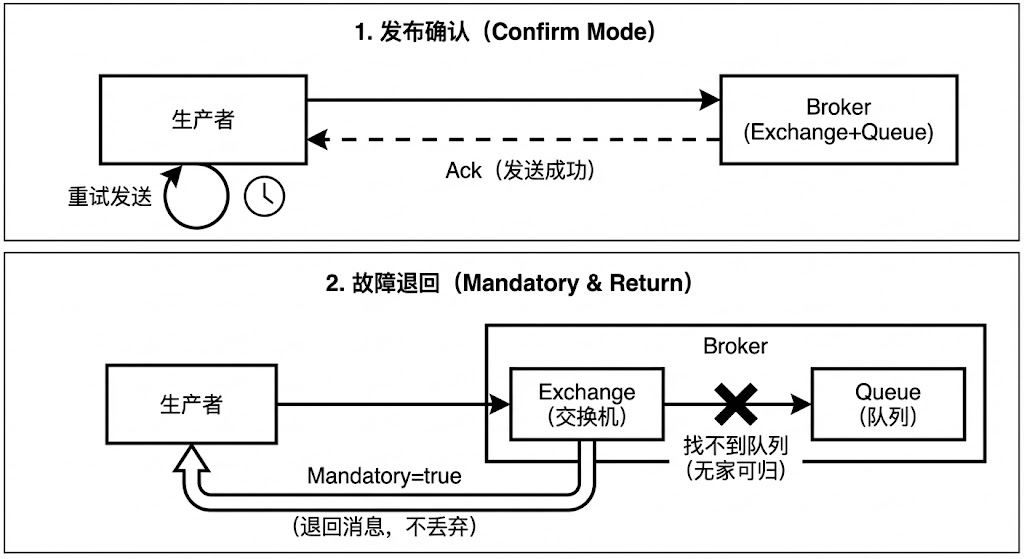 1. 发布确认（Confirm Mode）
生产者
Broker
(Exchange+Queue)
Ack（发送成功）
重试发送
2. 故障退回（Mandatory & Return）
Broker
生产者
Exchange
（交换机）
Queue
（队列）
找不到队列
（无家可归）
Mandatory=true
（退回消息，不丢弃）